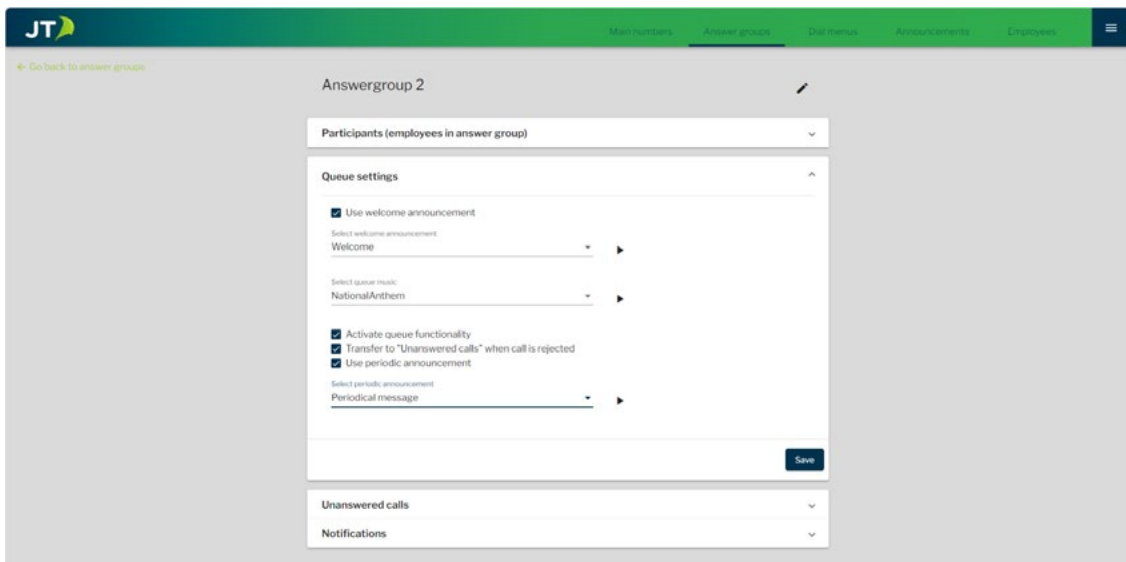 JT
Main numbers Answer groups Dial menus Announcements Employees
← Go back to answer groups
Answergroup 2
Participants (employees in answer group)
Queue settings
Use welcome announcement
Select welcome announcement
Welcome
Select queue music
NationalAnthem
Activate queue functionality
Transfer to "Unanswered calls" when call is rejected
Use periodic announcement
Select periodic announcement
Periodical message
Save
Unanswered calls
Notifications